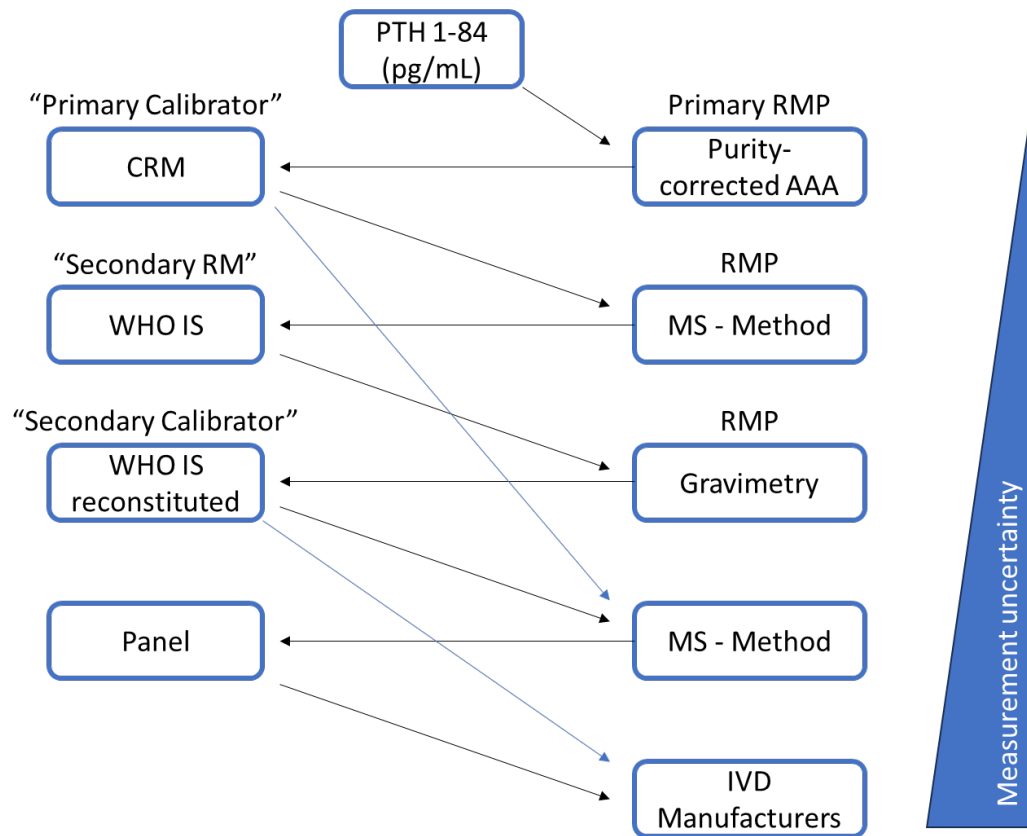 PTH 1-84
(pg/mL)
“Primary Calibrator”
Primary RMP
CRM
Purity-
corrected AAA
“Secondary RM”
RMP
WHO IS
MS - Method
“Secondary Calibrator”
RMP
WHO IS
reconstituted
Gravimetry
Panel
MS - Method
IVD
Manufacturers
Measurement uncertainty